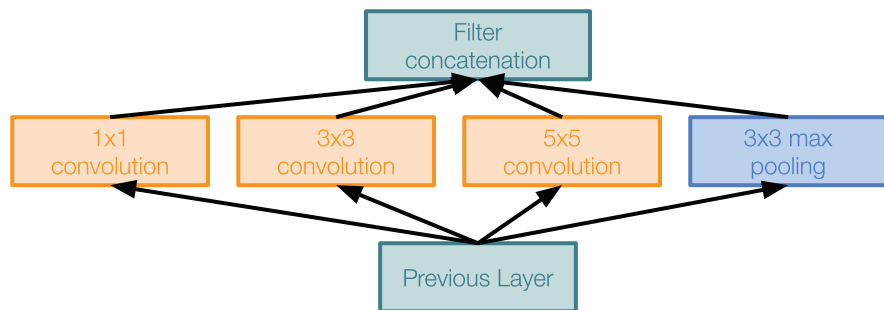 Filter
concatenation
1x1
convolution
3x3
convolution
5x5
convolution
3x3 max
pooling
Previous Layer